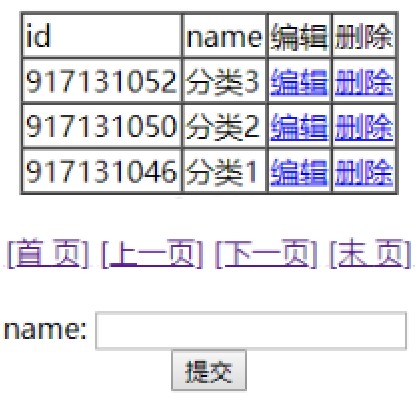 id name 编辑 删除
917131052 分类3 编辑 删除
917131050 分类2 编辑 删除
917131046 分类1 编辑 删除
[首 页] [上一页] [下一页] [末 页]
name:
提交